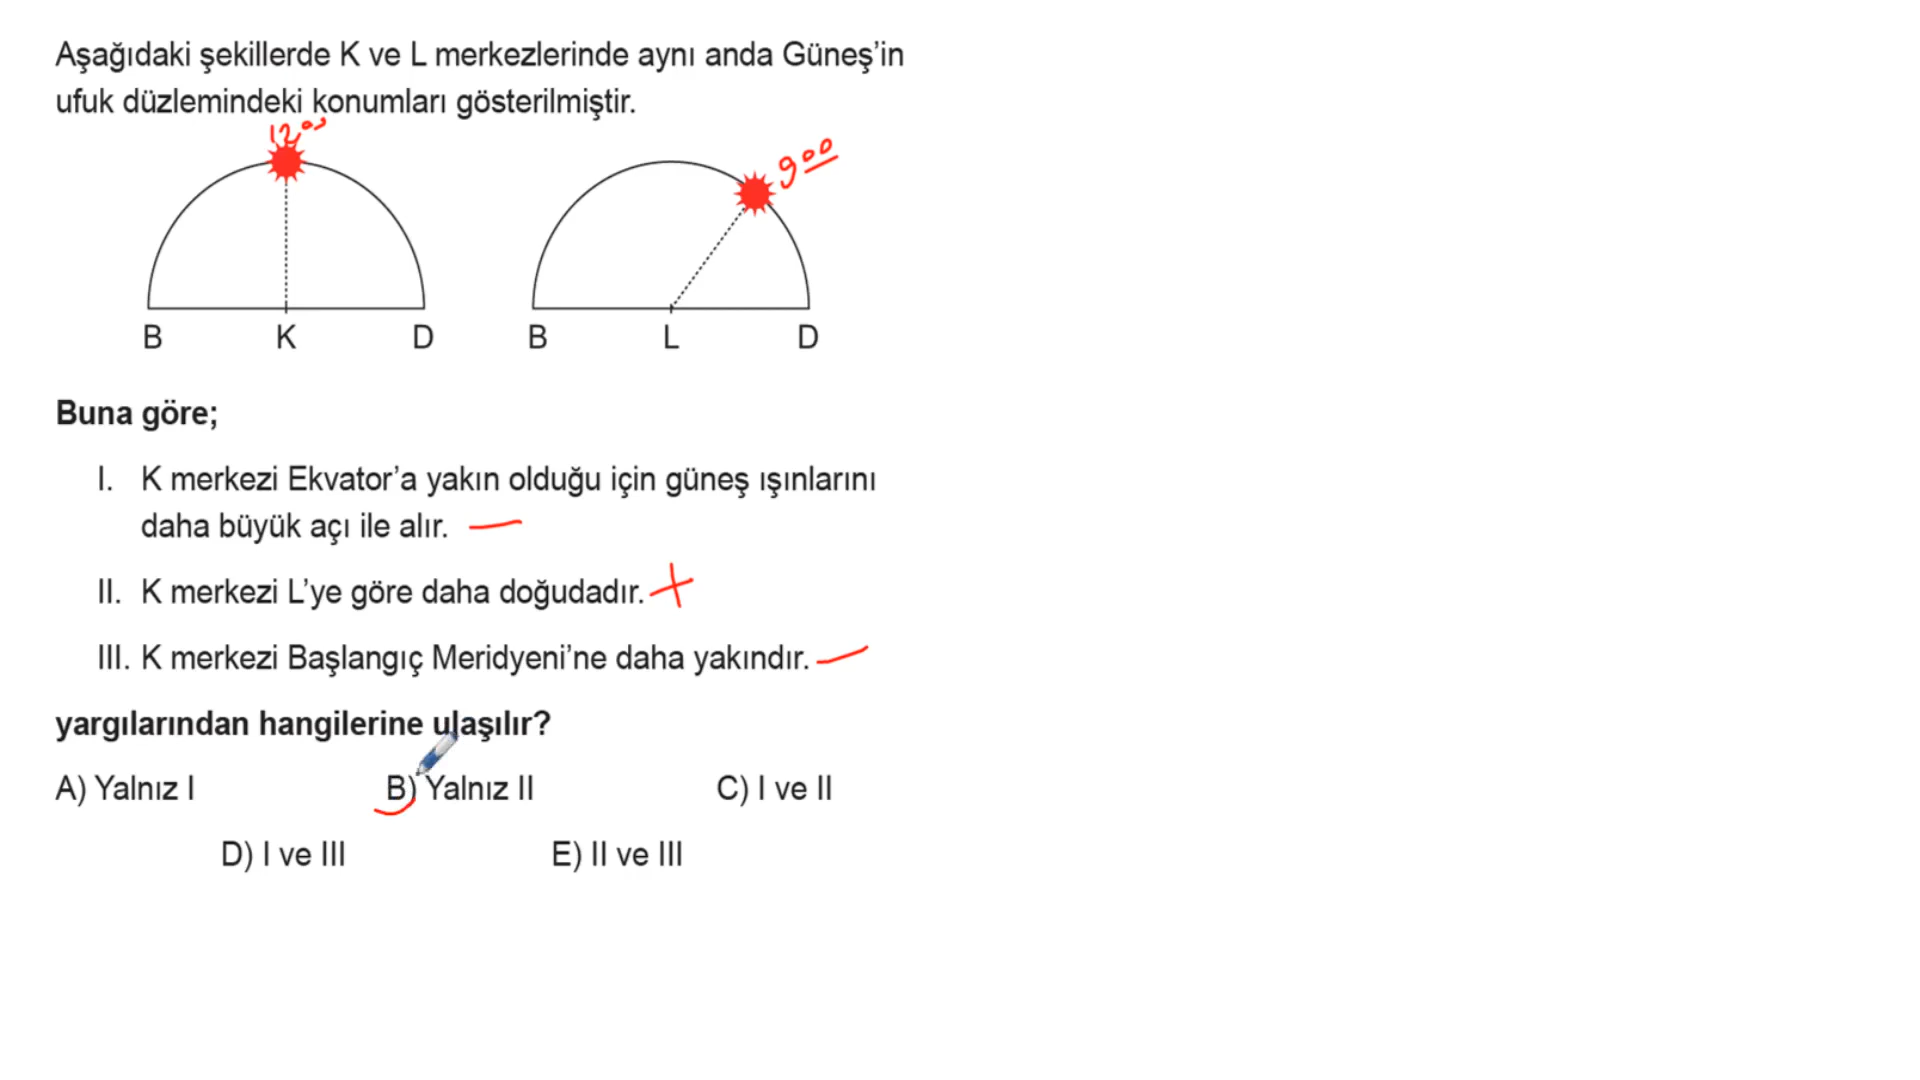 Aşağıdaki şekillerde K ve L merkezlerinde aynı anda Güneş’in
ufuk düzlemindeki konumları gösterilmiştir.
12⁰⁰
9⁰⁰
B K D
B L D
Buna göre;
I. K merkezi Ekvator’a yakın olduğu için güneş ışınlarını
daha büyük açı ile alır.
II. K merkezi L’ye göre daha doğudadır.
III. K merkezi Başlangıç Meridyeni’ne daha yakındır.
yargılarından hangilerine ulaşılır?
A) Yalnız I B) Yalnız II C) I ve II
D) I ve III E) II ve III